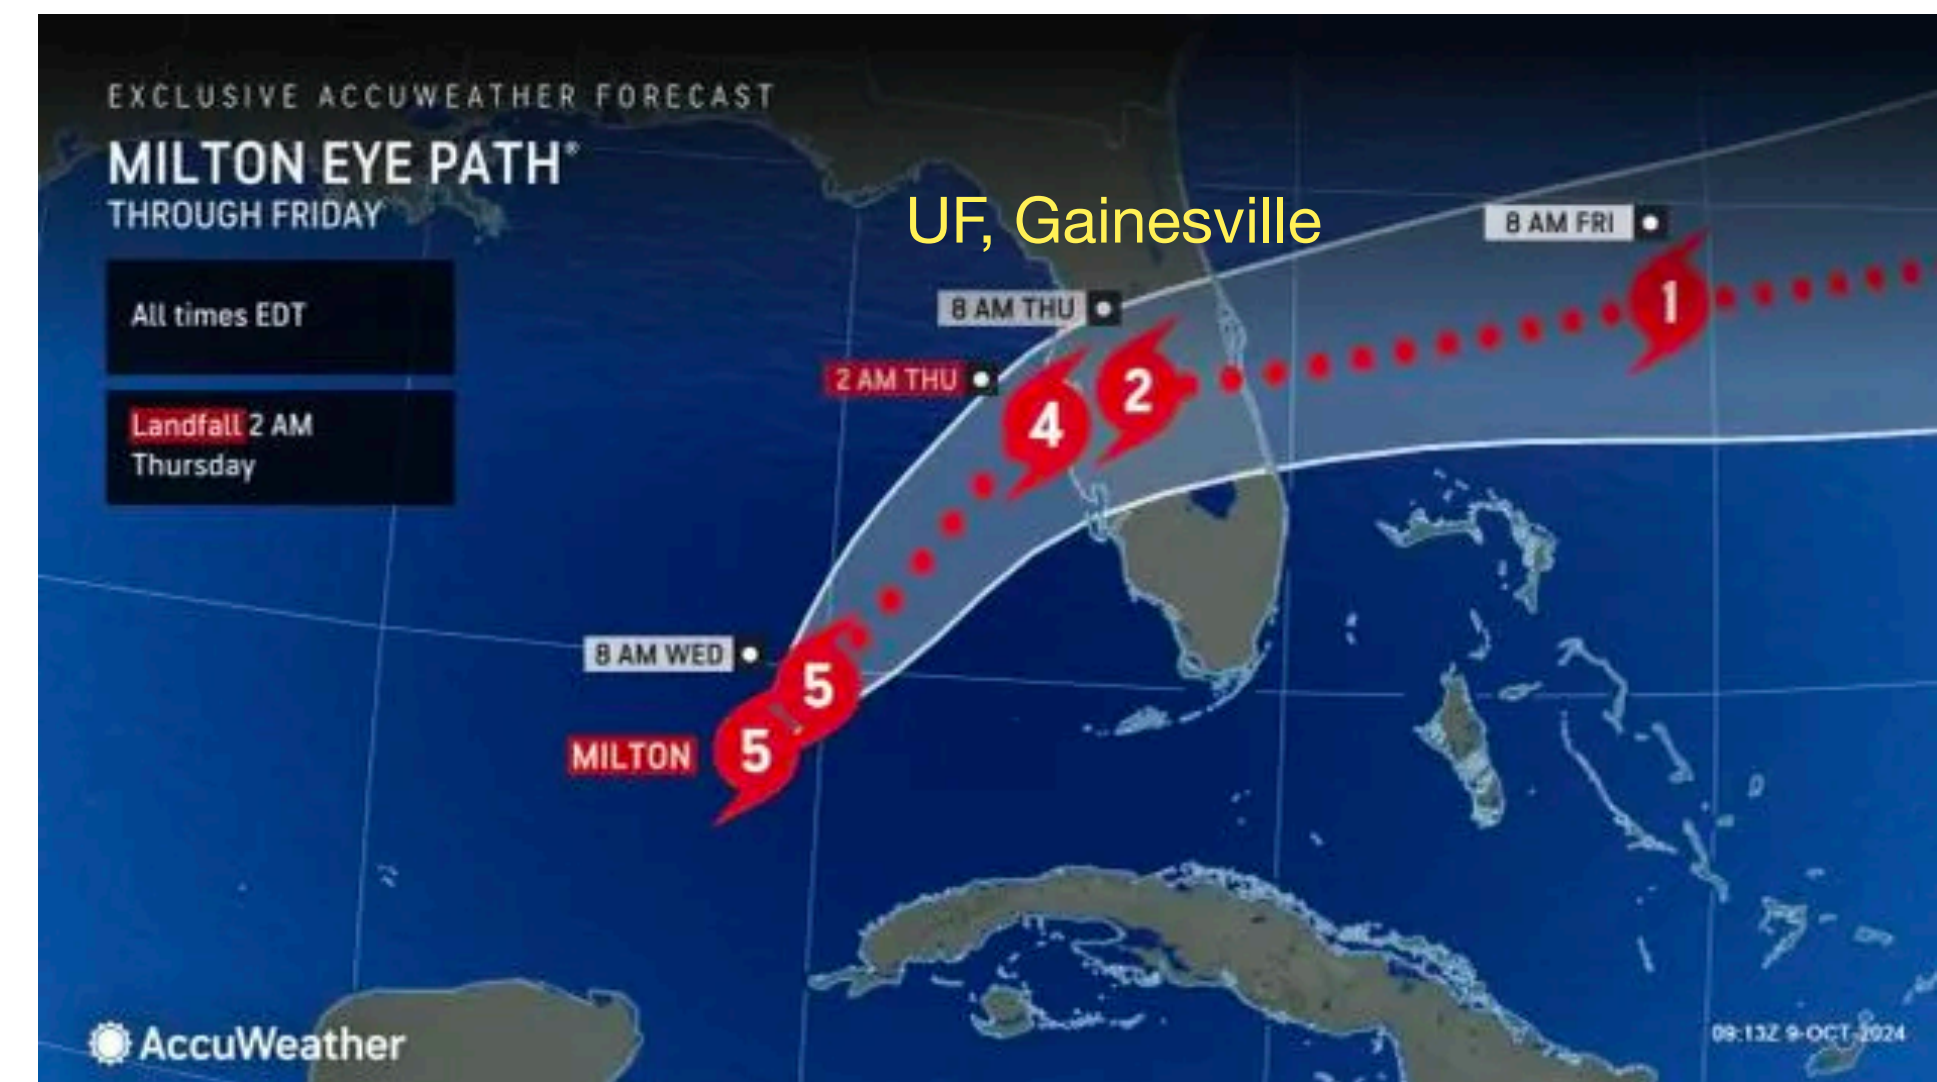 EXCLUSIVE ACCUWEATHER FORECAST
MILTON EYE PATH®
THROUGH FRIDAY
All times EDT
Landfall 2 AM
Thursday
UF, Gainesville
8 AM FRI
1
8 AM THU
2
2 AM THU
4
8 AM WED
5
MILTON
5
AccuWeather
09:13Z 9-OCT-2024